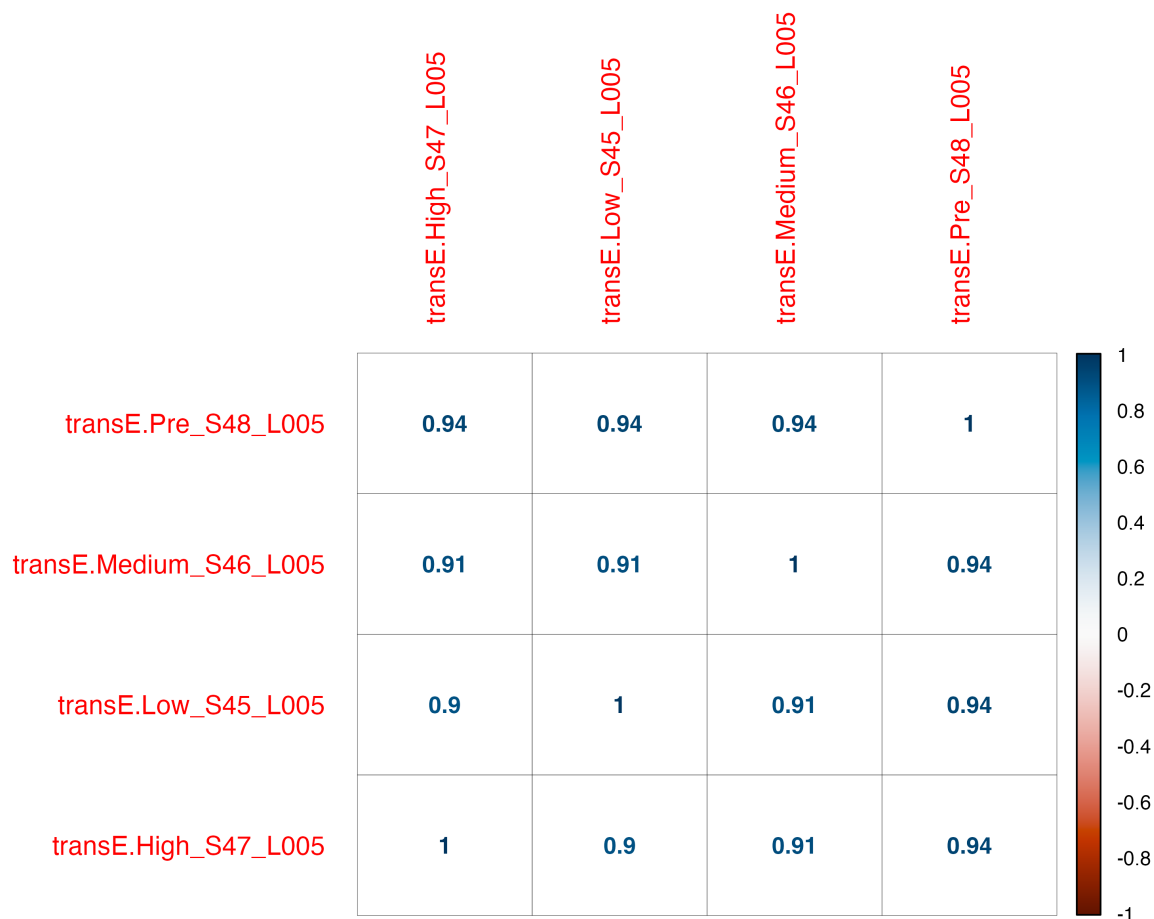 transE.High_S47_L005
transE.Low_S45_L005
transE.Medium_S46_L005
transE.Pre_S48_L005
transE.Pre_S48_L005 0.94 0.94 0.94 1
transE.Medium_S46_L005 0.91 0.91 1 0.94
transE.Low_S45_L005 0.9 1 0.91 0.94
transE.High_S47_L005 1 0.9 0.91 0.94
1
0.8
0.6
0.4
0.2
0
-0.2
-0.4
-0.6
-0.8
-1